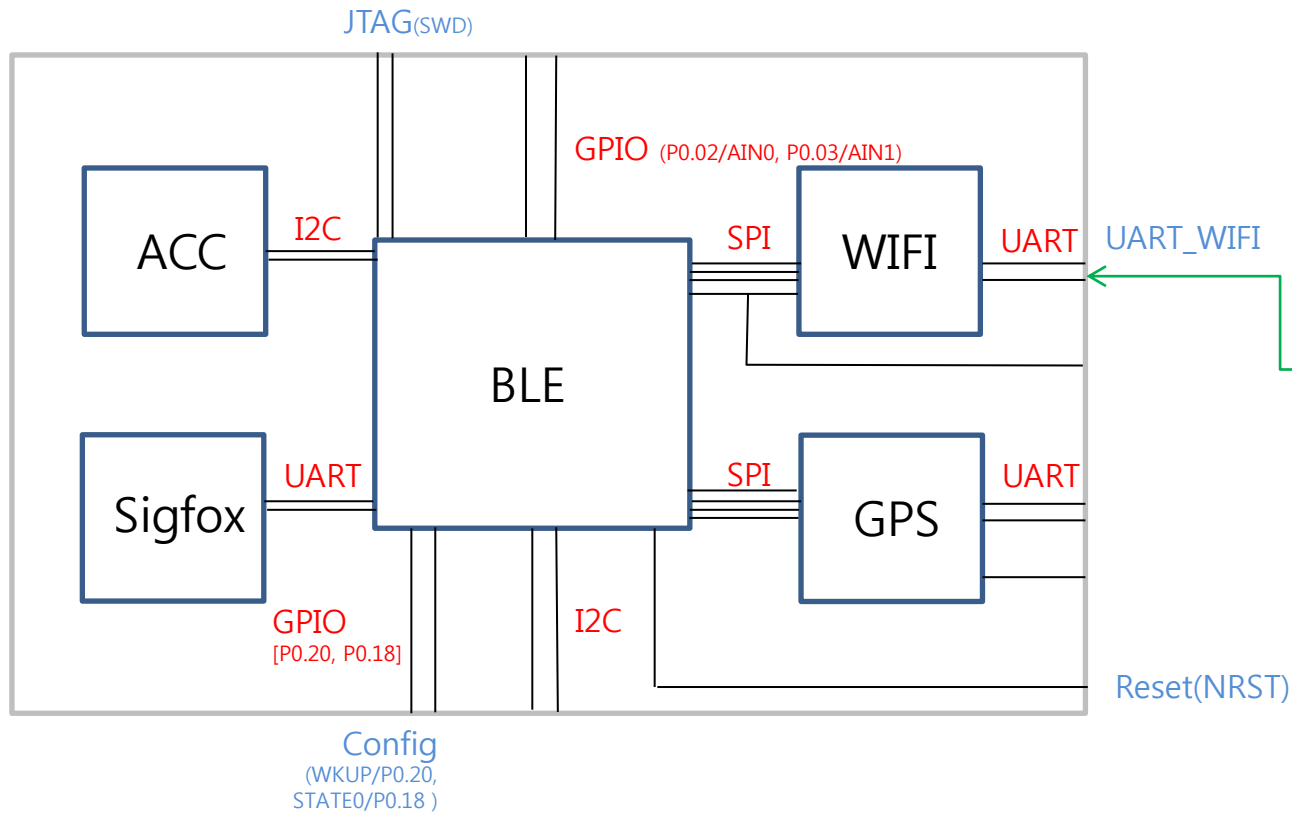 JTAG(SWD)
GPIO (P0.02/AIN0, P0.03/AIN1)
ACC
I2C
SPI
WIFI
UART
UART_WIFI
BLE
Sigfox
UART
SPI
GPS
UART
GPIO
[P0.20, P0.18]
I2C
Reset(NRST)
Config
(WKUP/P0.20,
STATE0/P0.18 )